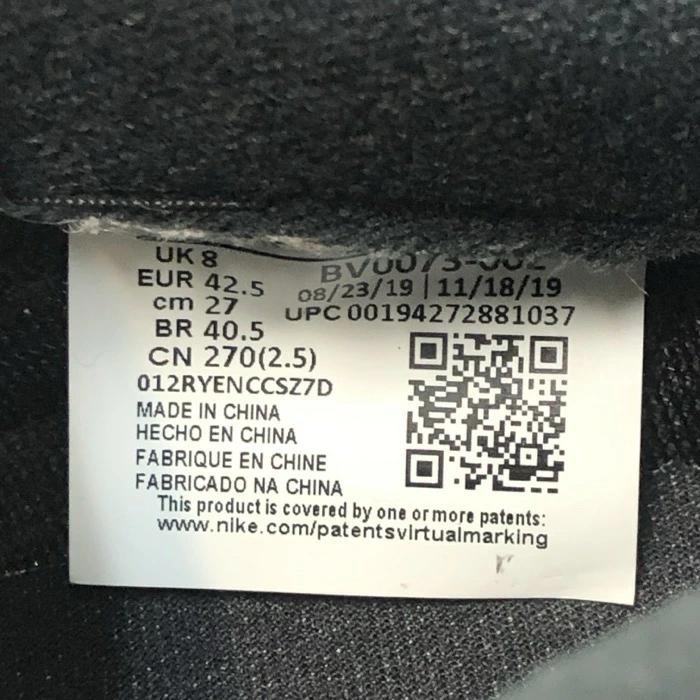 UK 8
EUR 42.5
cm 27
BR 40.5
CN 270(2.5)
012RYENCCSZ7D
08/23/19 | 11/18/19
UPC 00194272881037
MADE IN CHINA
HECHO EN CHINA
FABRIQUE EN CHINE
FABRICADO NA CHINA
This product is covered by one or more patents:
www.nike.com/patentsvirtualmarking